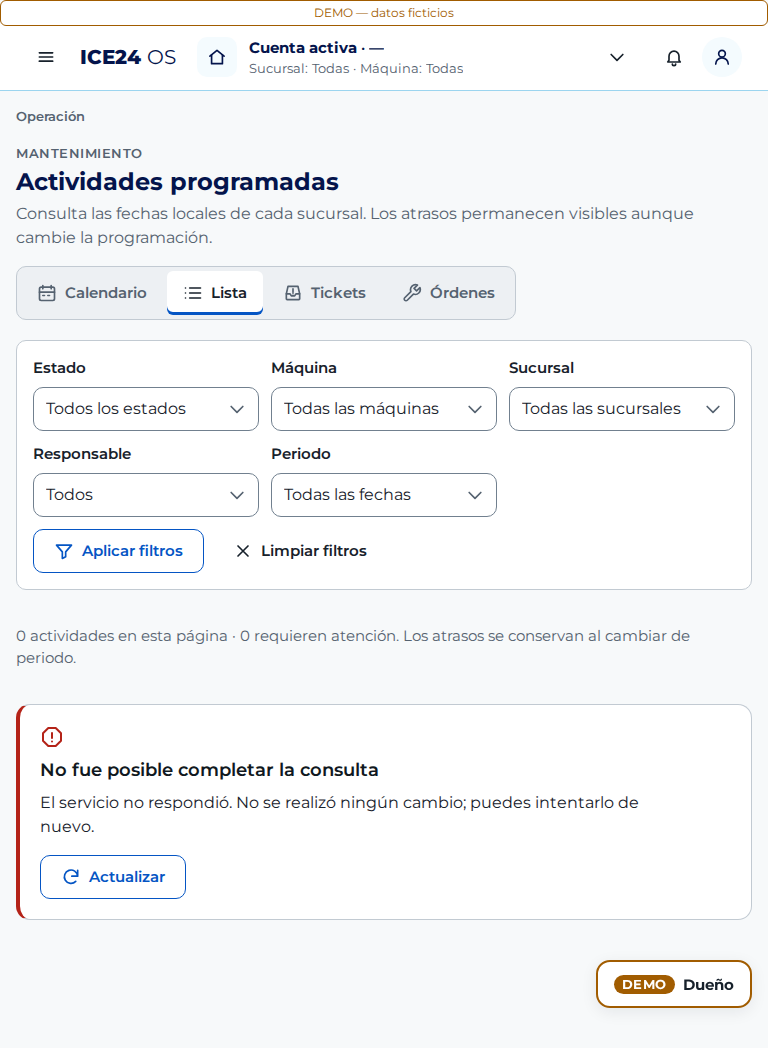 DEMO — datos ficticios
ICE24 OS
Cuenta activa · —
Sucursal: Todas · Máquina: Todas
Operación
MANTENIMIENTO
Actividades programadas
Consulta las fechas locales de cada sucursal. Los atrasos permanecen visibles aunque
cambie la programación.
Calendario
Lista
Tickets
Órdenes
Estado
Máquina
Sucursal
Todos los estados
Todas las máquinas
Todas las sucursales
Responsable
Periodo
Todos
Todas las fechas
Aplicar filtros
Limpiar filtros
0 actividades en esta página · 0 requieren atención. Los atrasos se conservan al cambiar de
periodo.
No fue posible completar la consulta
El servicio no respondió. No se realizó ningún cambio; puedes intentarlo de
nuevo.
Actualizar
DEMO Dueño